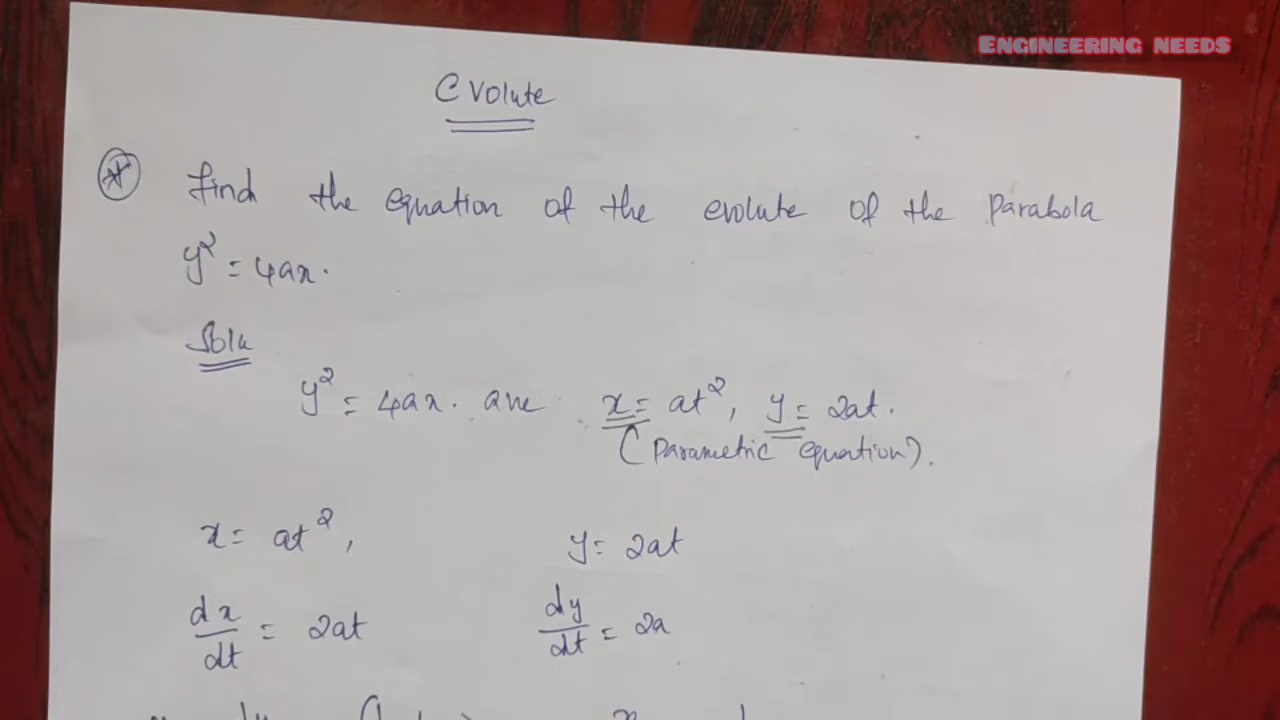 ENGINEERING NEEDS
Evolute
Find the equation of the evolute of the Parabola
y² = 4ax.
Soln
y² = 4ax. are x = at², y = 2at.
(Parametric equation).
x = at², y = 2at
dx/dt = 2at dy/dt = 2a